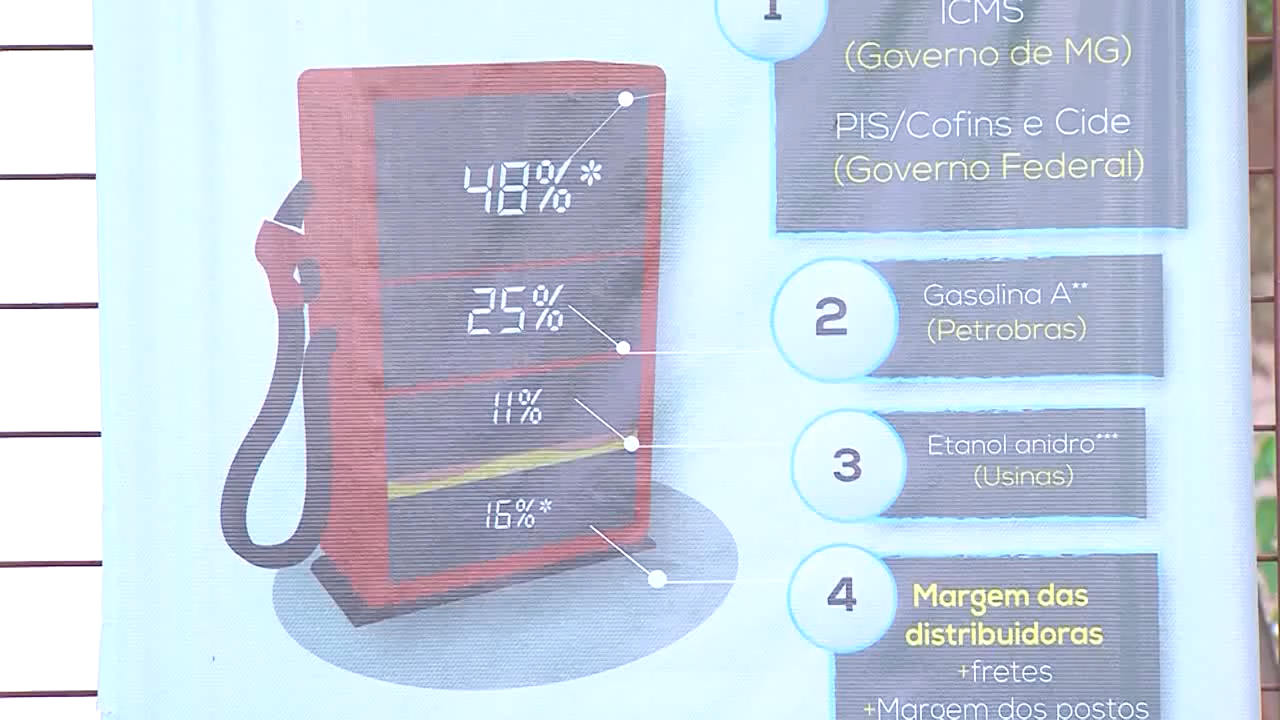 48%*
25%
11%
16%*
1
ICMS
(Governo de MG)
PIS/Cofins e Cide
(Governo Federal)
2
Gasolina A**
(Petrobras)
3
Etanol anidro***
(Usinas)
4
Margem das
distribuidoras
+fretes
+Margem dos postos